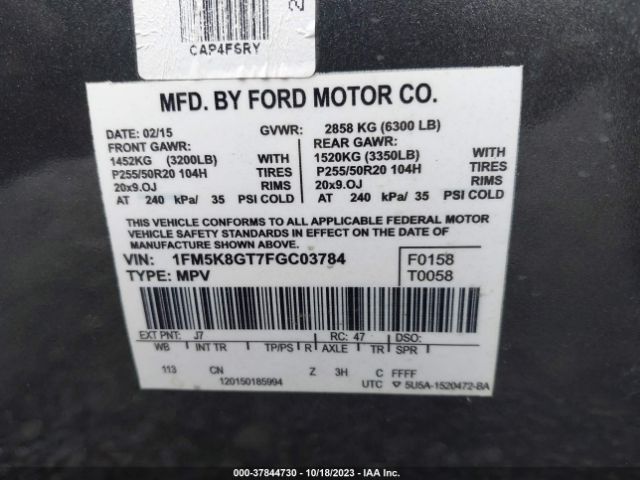 CAP4FSRY
MFD. BY FORD MOTOR CO.
DATE: 02/15 GVWR: 2858 KG (6300 LB)
FRONT GAWR: REAR GAWR:
1452KG (3200LB) WITH 1520KG (3350LB) WITH
P255/50R20 104H TIRES P255/50R20 104H TIRES
20x9.0J RIMS 20x9.0J RIMS
AT 240 kPa/ 35 PSI COLD AT 240 kPa/ 35 PSI COLD
THIS VEHICLE CONFORMS TO ALL APPLICABLE FEDERAL MOTOR
VEHICLE SAFETY STANDARDS IN EFFECT ON THE DATE OF
MANUFACTURE SHOWN ABOVE.
VIN: 1FM5K8GT7FGC03784 F0158
TYPE: MPV T0058
EXT PNT: J7 RC: 47 DSO:
WB INT TR TP/PS R AXLE TR SPR
113 CN Z 3H C FFFF
120150185994 UTC 5U5A-1520472-BA
000-37844730 - 10/18/2023 - IAA Inc.